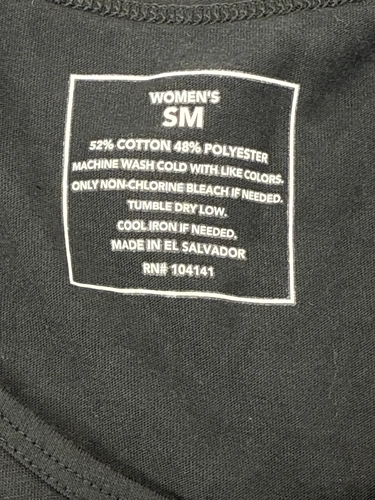 WOMEN'S
SM
52% COTTON 48% POLYESTER
MACHINE WASH COLD WITH LIKE COLORS.
ONLY NON-CHLORINE BLEACH IF NEEDED.
TUMBLE DRY LOW.
COOL IRON IF NEEDED.
MADE IN EL SALVADOR
RN# 104141